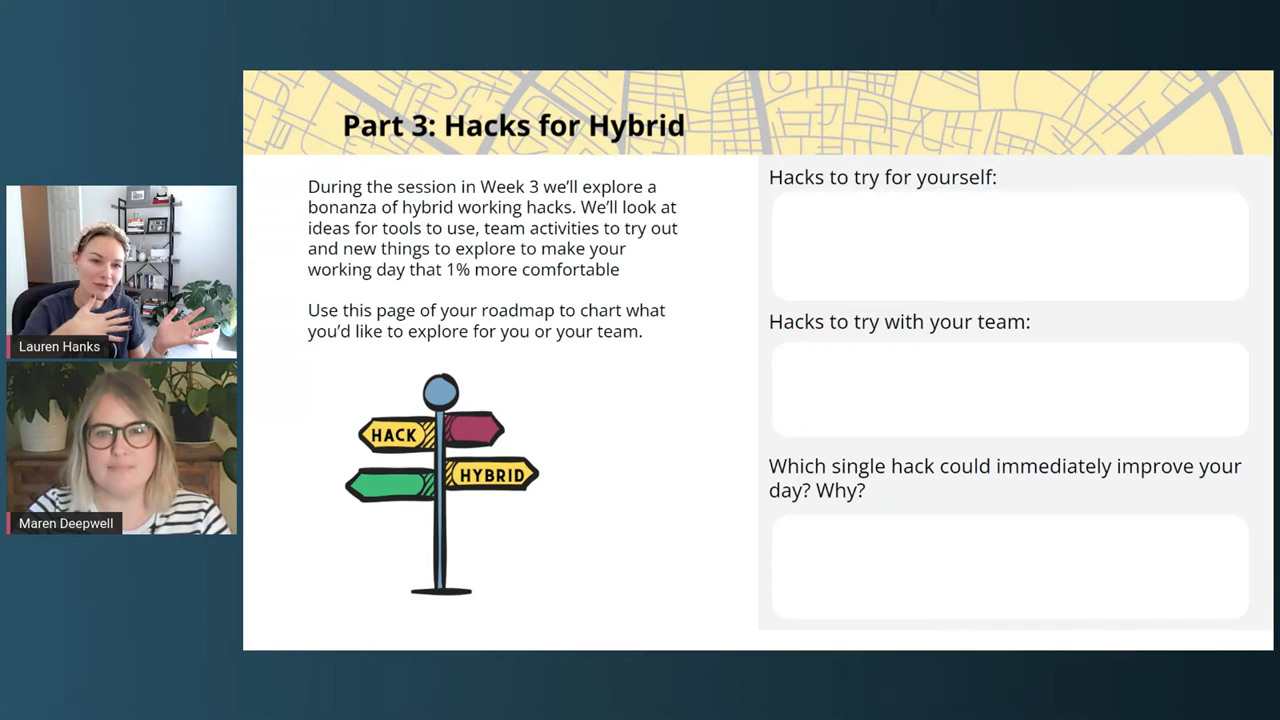 Part 3: Hacks for Hybrid
During the session in Week 3 we'll explore a
bonanza of hybrid working hacks. We'll look at
ideas for tools to use, team activities to try out
and new things to explore to make your
working day that 1% more comfortable
Use this page of your roadmap to chart what
you'd like to explore for you or your team.
HACK
HYBRID
Hacks to try for yourself:
Hacks to try with your team:
Which single hack could immediately improve your
day? Why?
Lauren Hanks
Maren Deepwell